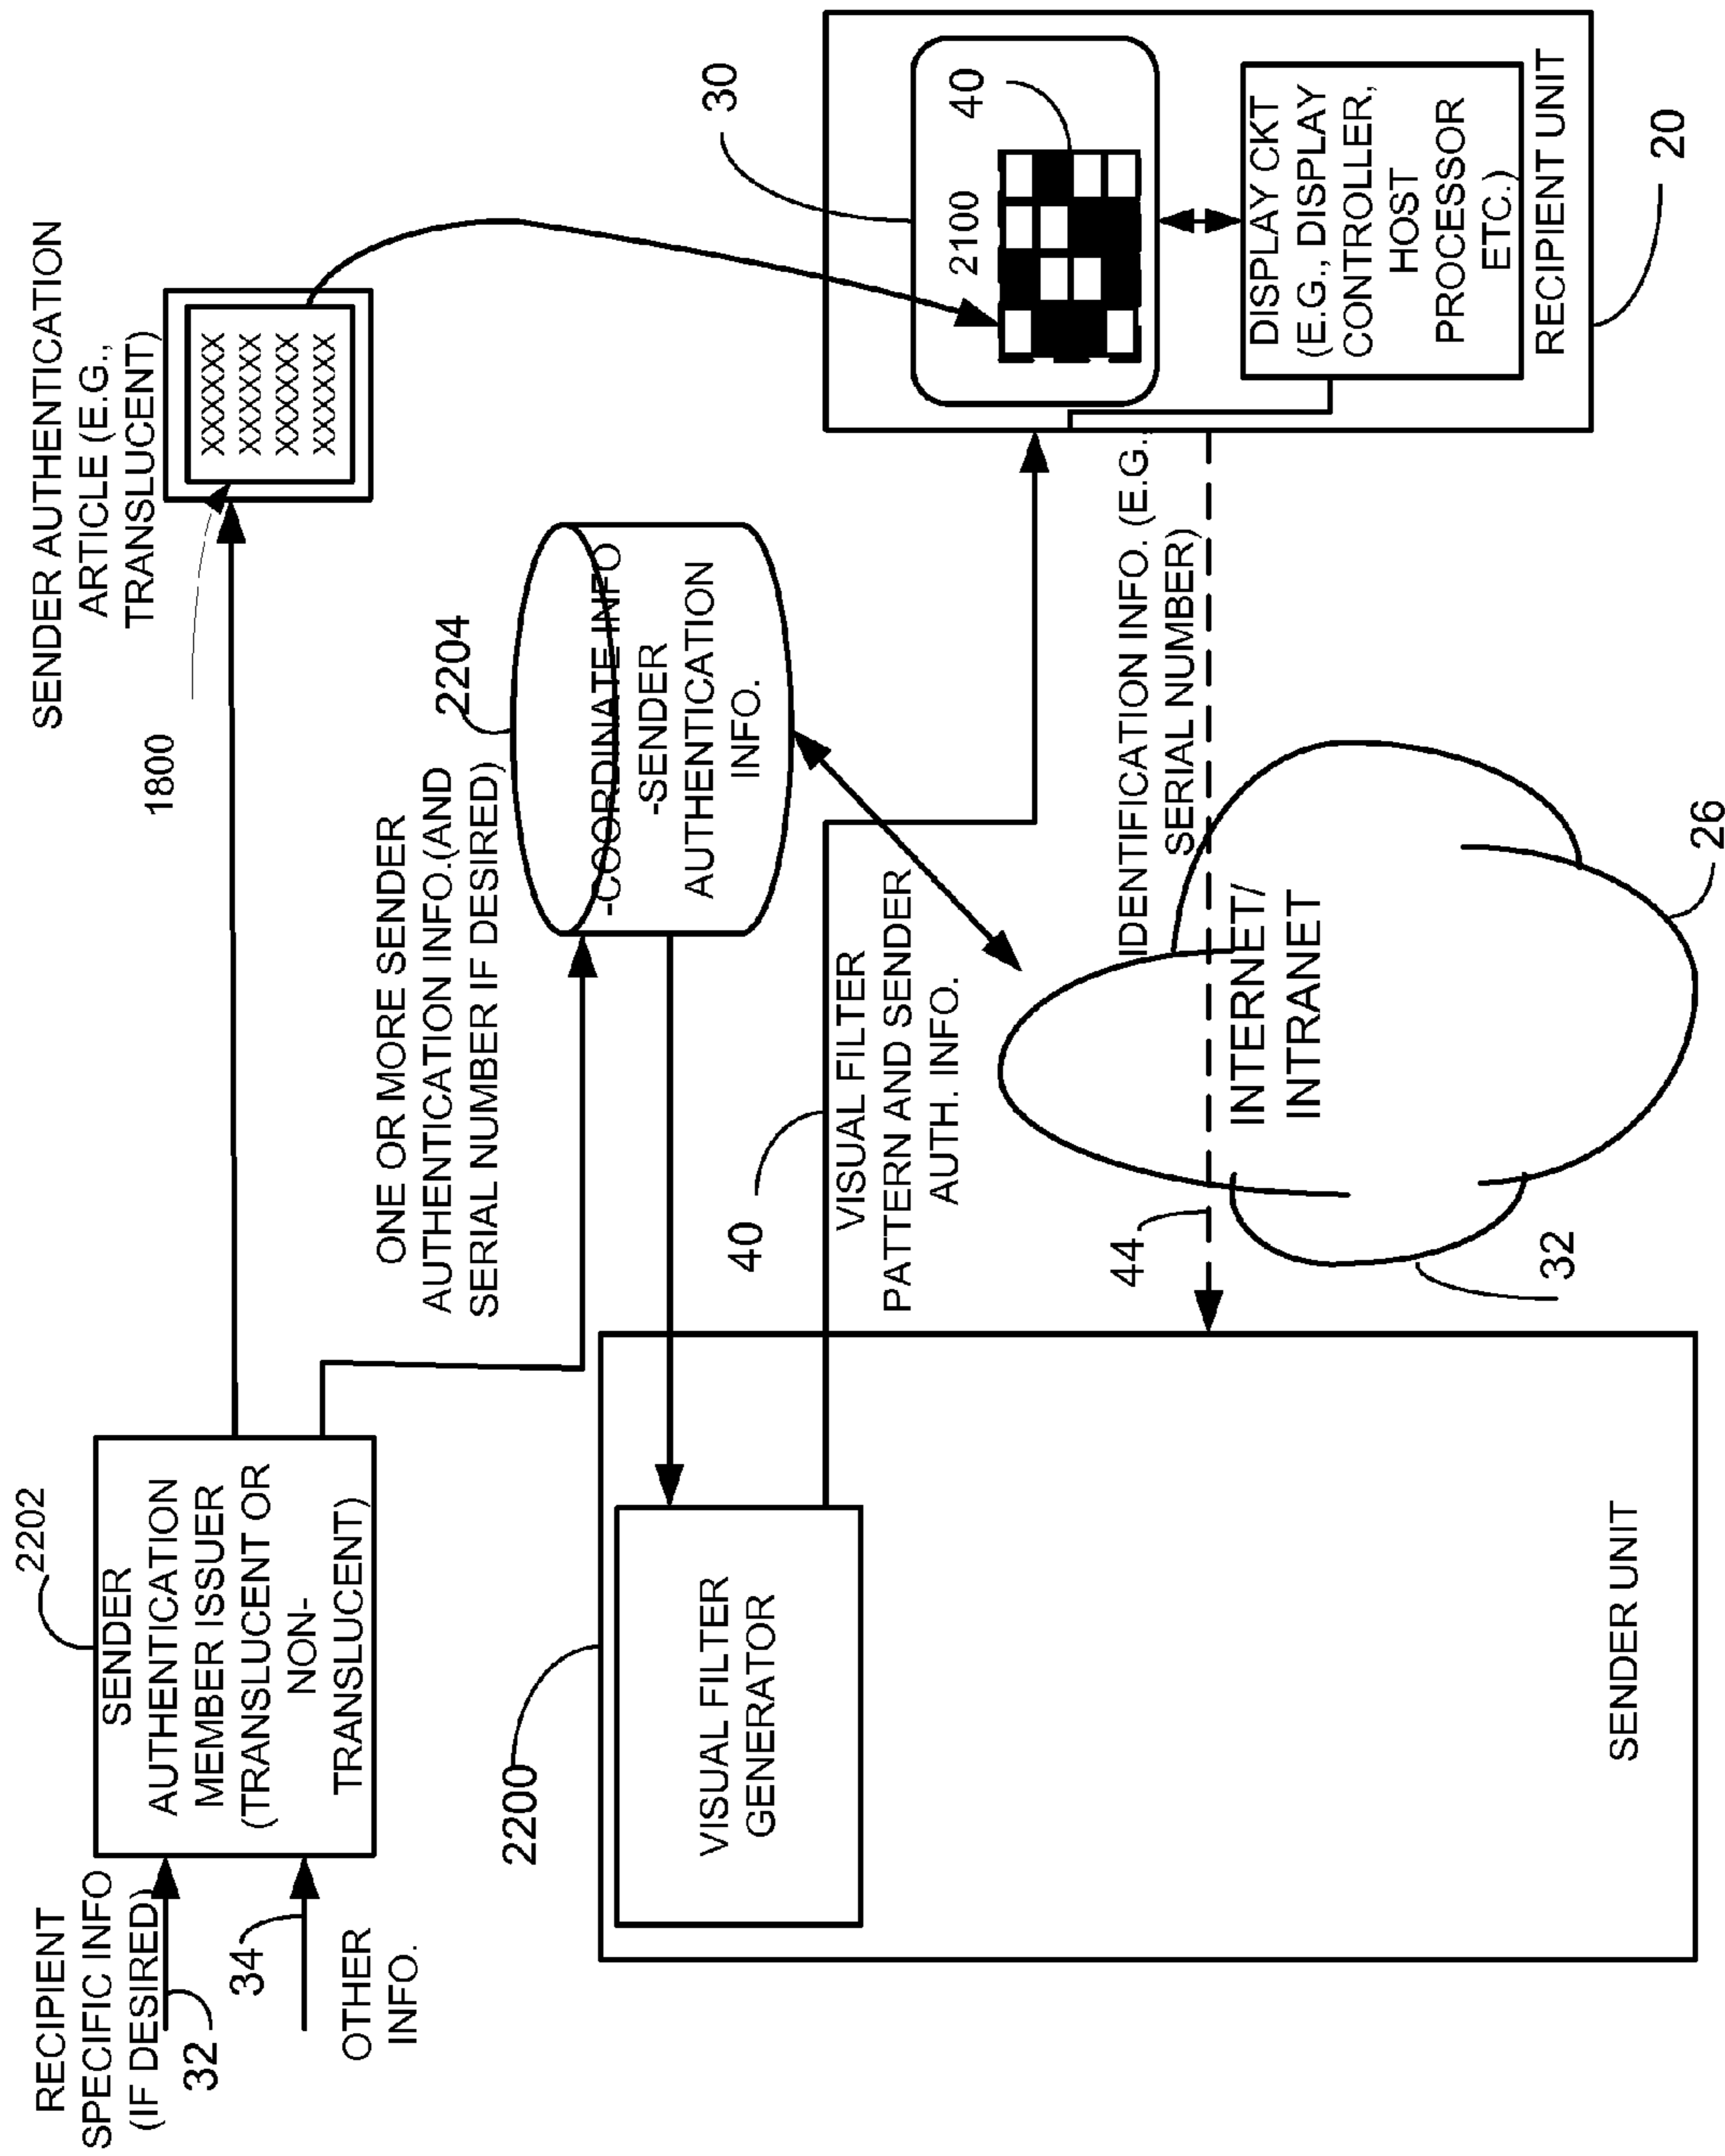 RECIPIENT
SPECIFIC INFO
(IF DESIRED)
32
34
OTHER
INFO.
2202
SENDER
AUTHENTICATION
MEMBER ISSUER
(TRANSLUCENT OR
NON-
TRANSLUCENT)
1800
SENDER AUTHENTICATION
ARTICLE (E.G.,
TRANSLUCENT)
XXXXXX
XXXXXX
XXXXXX
XXXXXX
ONE OR MORE SENDER
AUTHENTICATION INFO.(AND
SERIAL NUMBER IF DESIRED)
2204
-COORDINATE INFO
-SENDER
AUTHENTICATION
INFO.
2200
VISUAL FILTER
GENERATOR
SENDER UNIT
40
VISUAL FILTER
PATTERN AND SENDER
AUTH. INFO.
44
IDENTIFICATION INFO. (E.G.,
SERIAL NUMBER)
INTERNET/
INTRANET
32
26
30
2100
40
DISPLAY CKT
(E.G., DISPLAY
CONTROLLER,
HOST
PROCESSOR
ETC.)
RECIPIENT UNIT
20